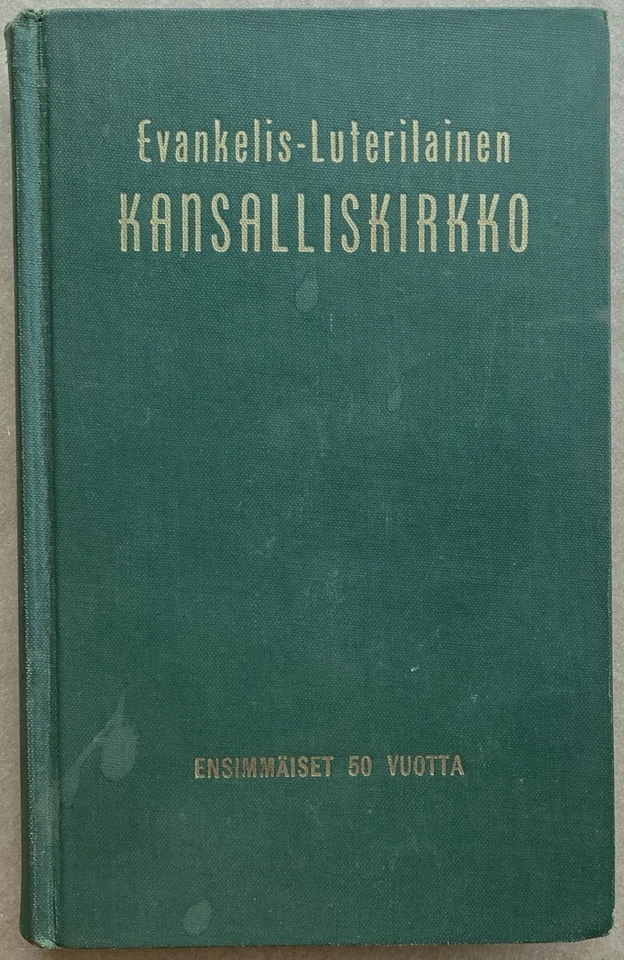 Evankelis-Luterilainen
KANSALLISKIRKKO
ENSIMMÄISET 50 VUOTTA